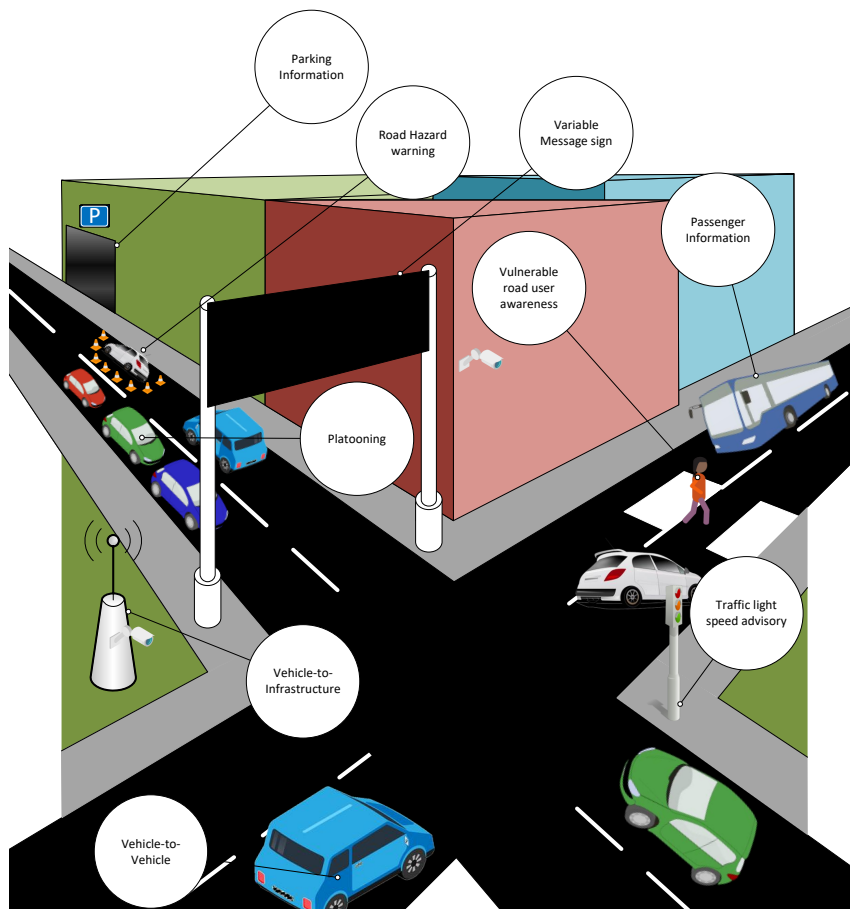 Parking
Information
Road Hazard
warning
Variable
Message sign
P
Passenger
Information
Vulnerable
road user
awareness
Platooning
Traffic light
speed advisory
Vehicle-to-
Infrastructure
Vehicle-to-
Vehicle